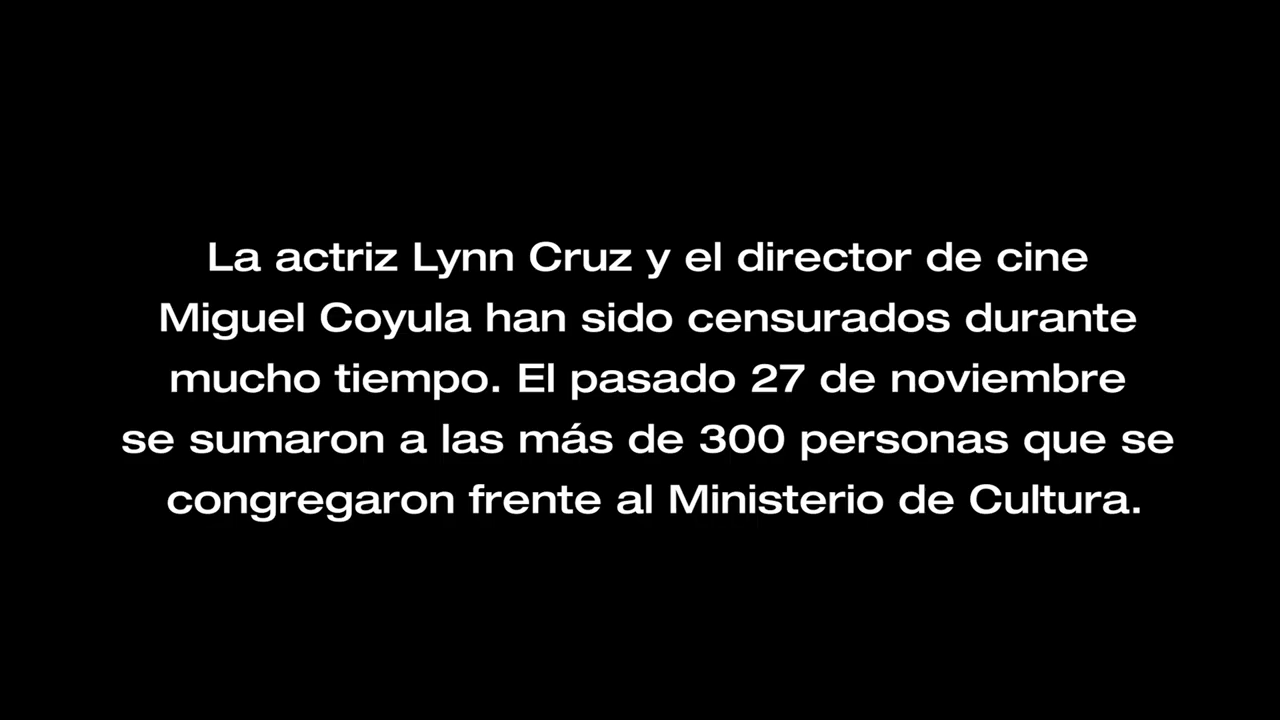 La actriz Lynn Cruz y el director de cine
Miguel Coyula han sido censurados durante
mucho tiempo. El pasado 27 de noviembre
se sumaron a las más de 300 personas que se
congregaron frente al Ministerio de Cultura.